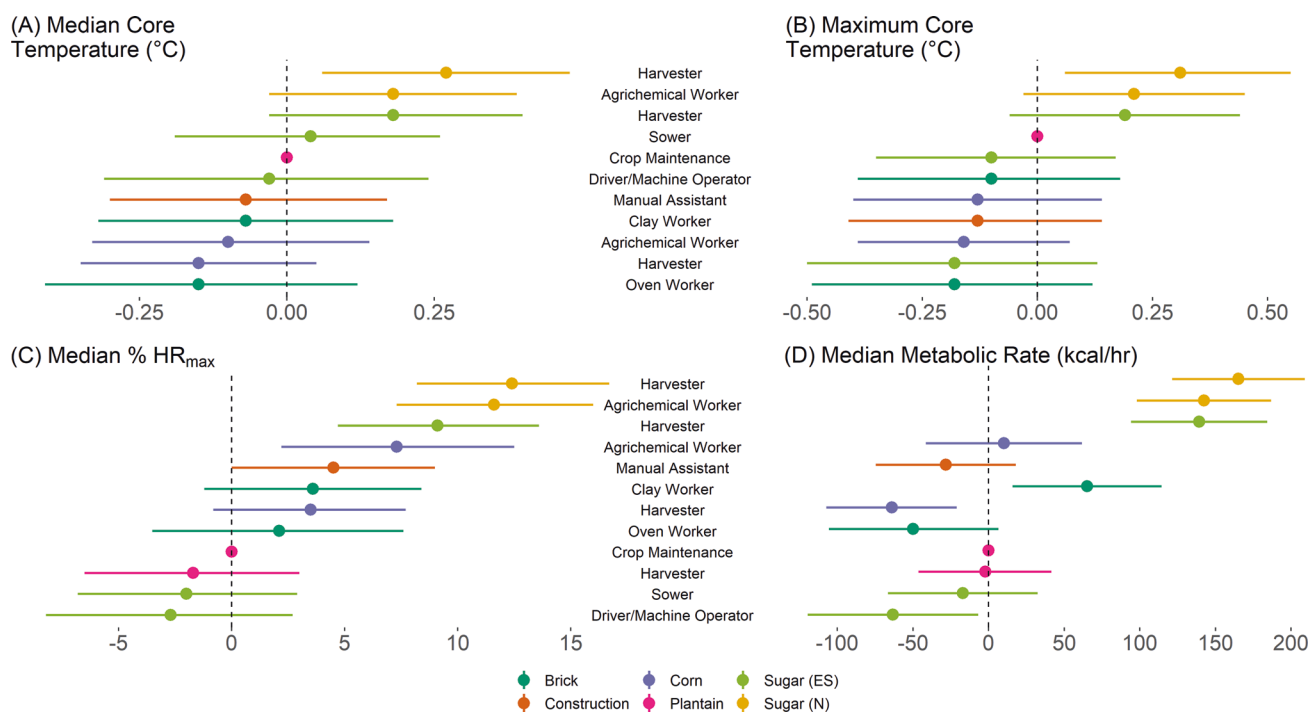 (A) Median Core
Temperature (°C)
Harvester
Agrichemical Worker
Harvester
Sower
Crop Maintenance
Driver/Machine Operator
Manual Assistant
Clay Worker
Agrichemical Worker
Harvester
Oven Worker
-0.25 0.00 0.25
(B) Maximum Core
Temperature (°C)
-0.50 -0.25 0.00 0.25 0.50
(C) Median % HRmax
Harvester
Agrichemical Worker
Harvester
Agrichemical Worker
Manual Assistant
Clay Worker
Harvester
Oven Worker
Crop Maintenance
Harvester
Sower
Driver/Machine Operator
-5 0 5 10 15
(D) Median Metabolic Rate (kcal/hr)
-100 -50 0 50 100 150 200
Brick Corn Sugar (ES)
Construction Plantain Sugar (N)